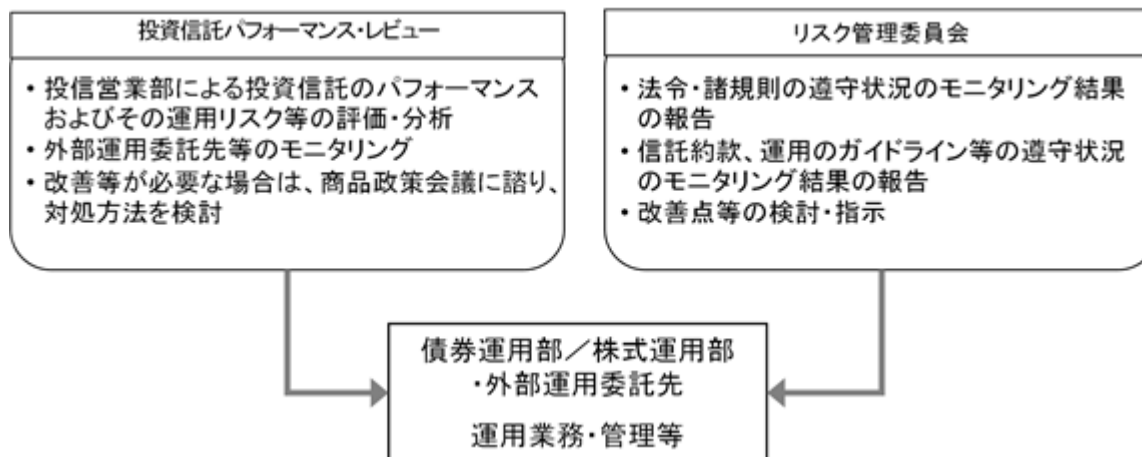 投資信託パフォーマンス・レビュー
・投信営業部による投資信託のパフォーマンス
およびその運用リスク等の評価・分析
・外部運用委託先等のモニタリング
・改善等が必要な場合は、商品政策会議に諮り、
対処方法を検討
リスク管理委員会
・法令・諸規則の遵守状況のモニタリング結果
の報告
・信託約款、運用のガイドライン等の遵守状況
のモニタリング結果の報告
・改善点等の検討・指示
債券運用部／株式運用部
・外部運用委託先
運用業務・管理等